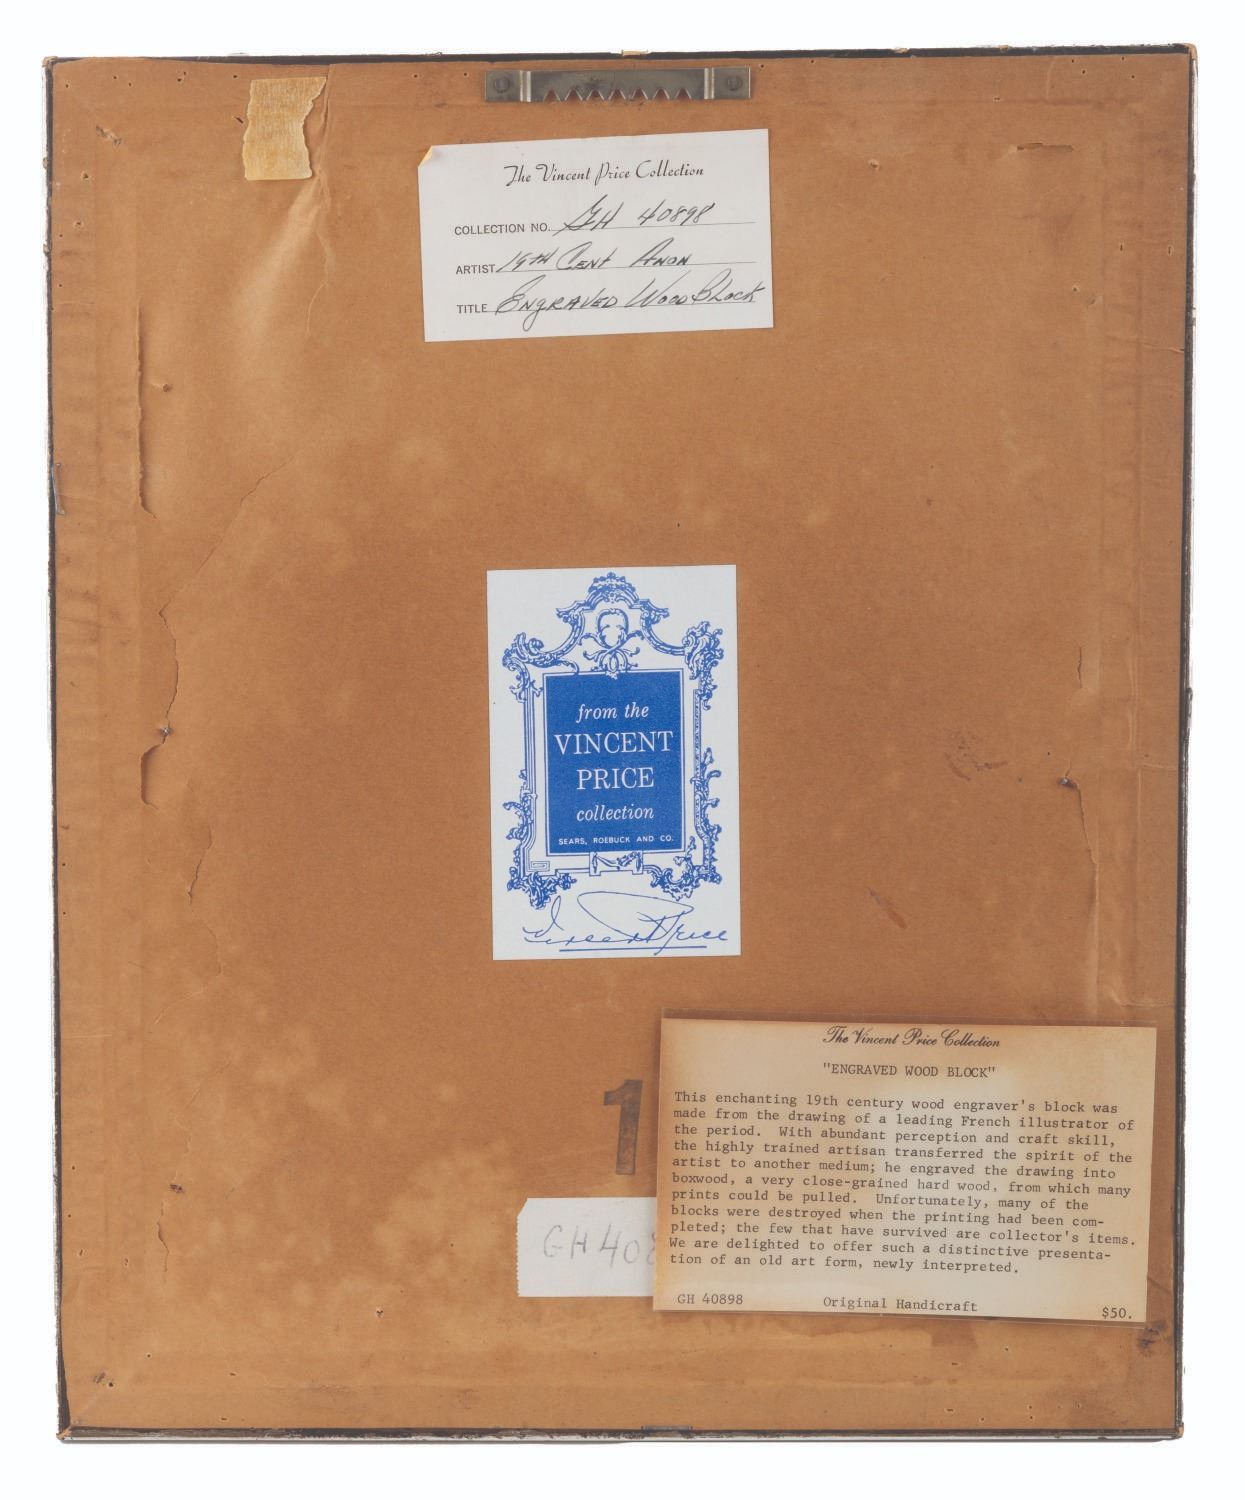 The Vincent Price Collection
COLLECTION NO. GH 40898
ARTIST 19TH CENT ANON
TITLE ENGRAVED WOOD BLOCK
from the
VINCENT
PRICE
collection
SEARS, ROEBUCK AND CO.
Vincent Price
1
GH 408
The Vincent Price Collection
"ENGRAVED WOOD BLOCK"
This enchanting 19th century wood engraver's block was
made from the drawing of a leading French illustrator of
the period. With abundant perception and craft skill,
the highly trained artisan transferred the spirit of the
artist to another medium; he engraved the drawing into
boxwood, a very close-grained hard wood, from which many
prints could be pulled. Unfortunately, many of the
blocks were destroyed when the printing had been com-
pleted; the few that have survived are collector's items.
We are delighted to offer such a distinctive presenta-
tion of an old art form, newly interpreted.
GH 40898 Original Handicraft $50.